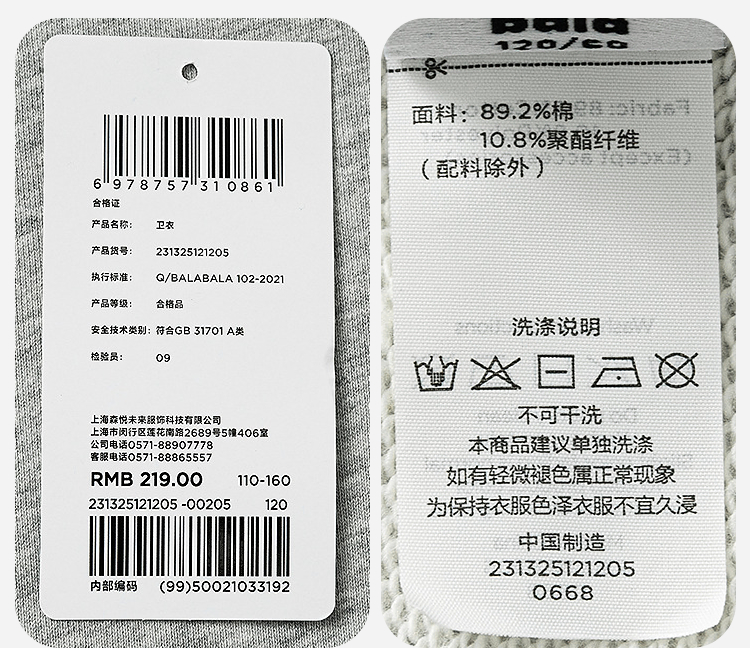 6 978757 310861
合格证
产品名称: 卫衣
产品货号: 231325121205
执行标准: Q/BALABALA 102-2021
产品等级: 合格品
安全技术类别: 符合GB 31701 A类
检验员: 09
上海森悦未来服饰科技有限公司
上海市闵行区莲花南路2689号5幢406室
公司电话0571-88907778
客服电话0571-88865557
RMB 219.00 110-160
231325121205 -00205 120
内部编码 (99)50021033192
120/60
面料: 89.2%棉
10.8%聚酯纤维
(配料除外)
洗涤说明
不可干洗
本商品建议单独洗涤
如有轻微褪色属正常现象
为保持衣服色泽衣服不宜久浸
中国制造
231325121205
0668